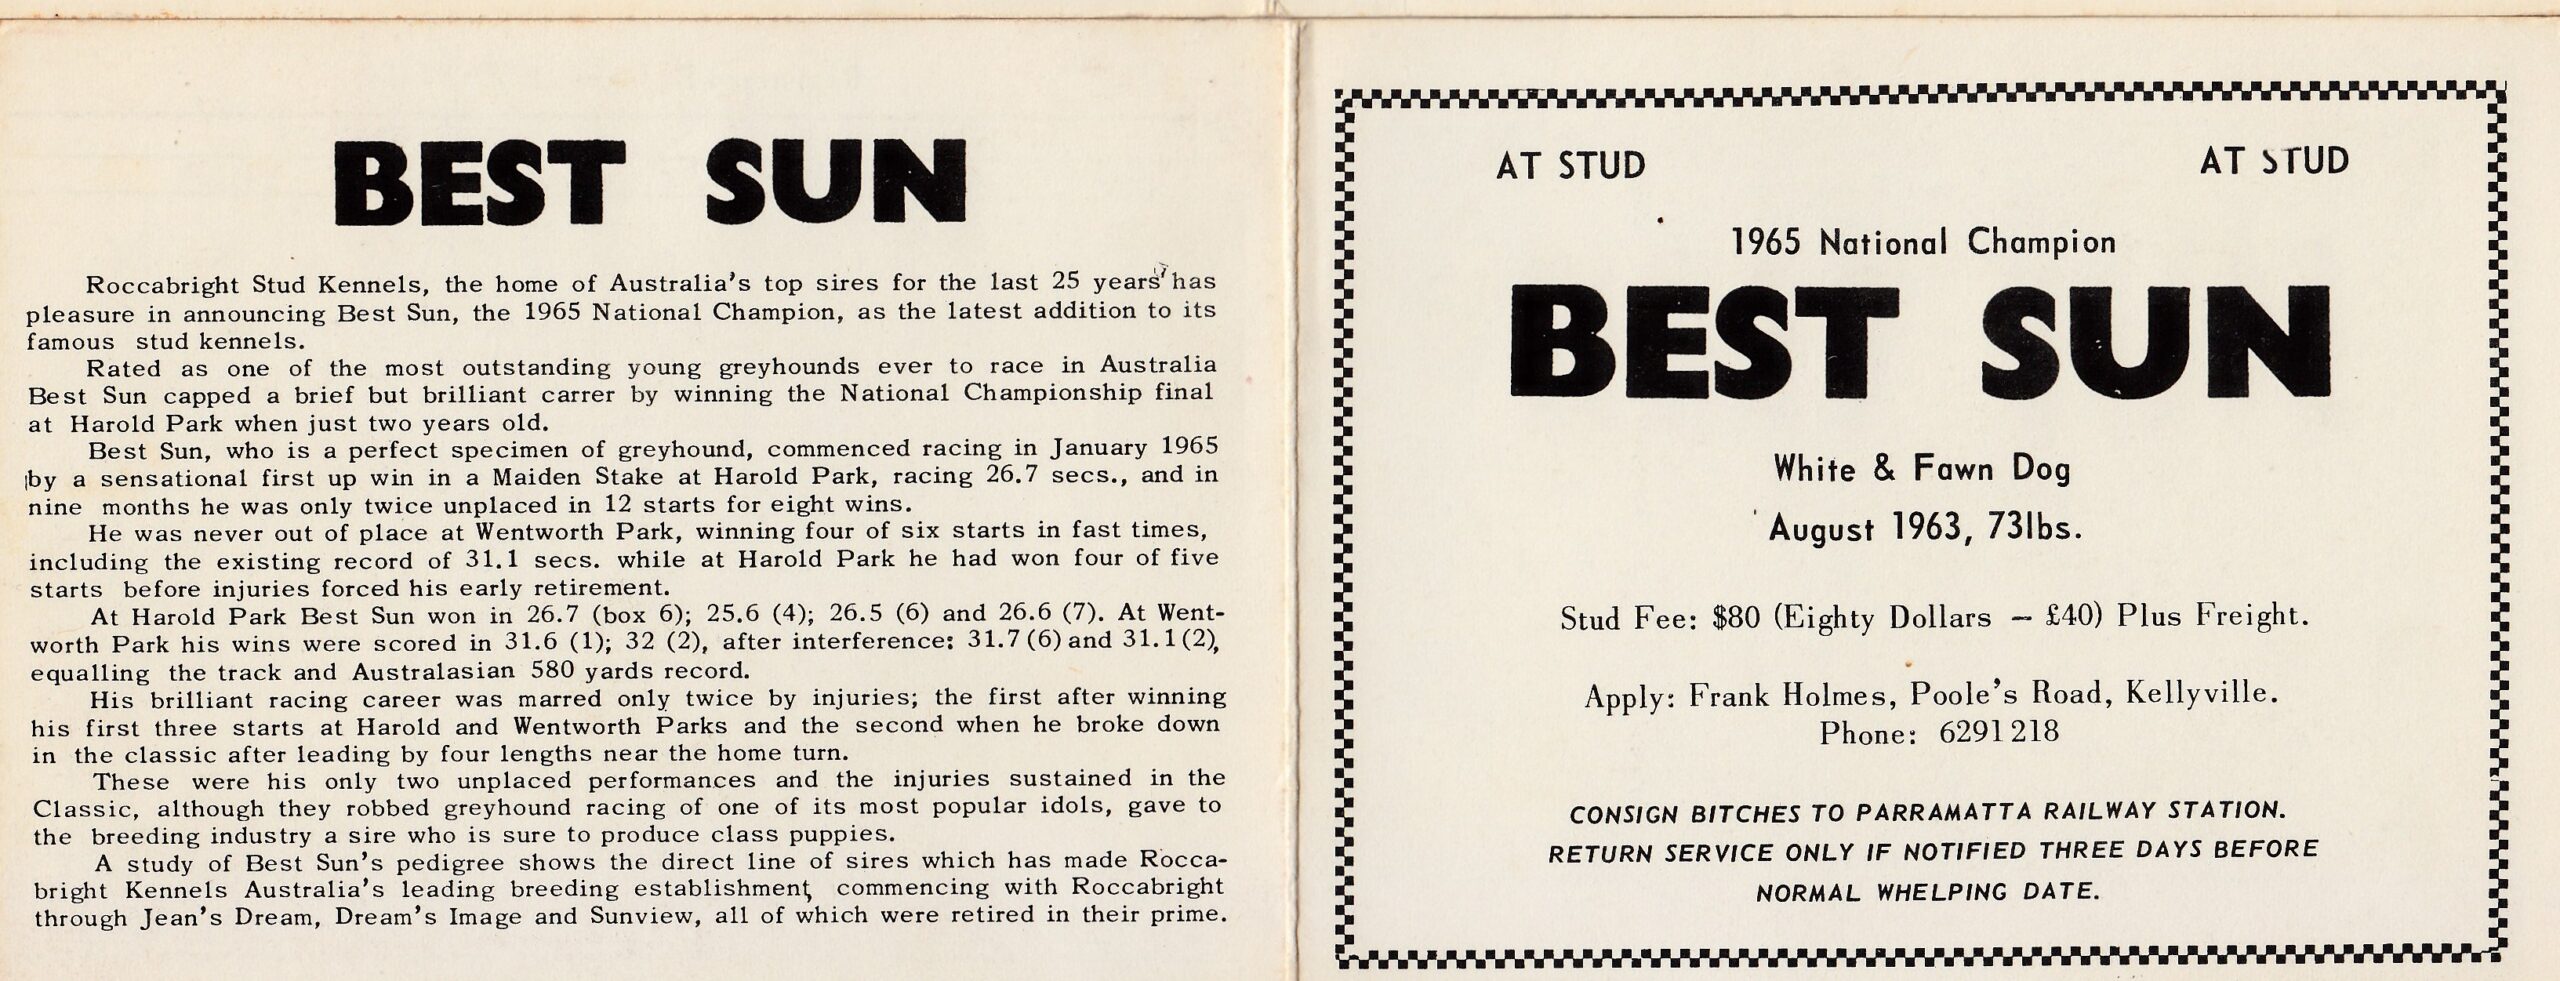 BEST SUN
Roccabright Stud Kennels, the home of Australia's top sires for the last 25 years' has
pleasure in announcing Best Sun, the 1965 National Champion, as the latest addition to its
famous stud kennels.
Rated as one of the most outstanding young greyhounds ever to race in Australia
Best Sun capped a brief but brilliant carrer by winning the National Championship final
at Harold Park when just two years old.
Best Sun, who is a perfect specimen of greyhound, commenced racing in January 1965
by a sensational first up win in a Maiden Stake at Harold Park, racing 26.7 secs., and in
nine months he was only twice unplaced in 12 starts for eight wins.
He was never out of place at Wentworth Park, winning four of six starts in fast times,
including the existing record of 31.1 secs. while at Harold Park he had won four of five
starts before injuries forced his early retirement.
At Harold Park Best Sun won in 26.7 (box 6); 25.6 (4); 26.5 (6) and 26.6 (7). At Went-
worth Park his wins were scored in 31.6 (1); 32 (2), after interference: 31.7 (6) and 31.1 (2),
equalling the track and Australasian 580 yards record.
His brilliant racing career was marred only twice by injuries; the first after winning
his first three starts at Harold and Wentworth Parks and the second when he broke down
in the classic after leading by four lengths near the home turn.
These were his only two unplaced performances and the injuries sustained in the
Classic, although they robbed greyhound racing of one of its most popular idols, gave to
the breeding industry a sire who is sure to produce class puppies.
A study of Best Sun's pedigree shows the direct line of sires which has made Rocca-
bright Kennels Australia's leading breeding establishment, commencing with Roccabright
through Jean's Dream, Dream's Image and Sunview, all of which were retired in their prime.
AT STUD AT STUD
1965 National Champion
BEST SUN
White & Fawn Dog
August 1963, 73lbs.
Stud Fee: $80 (Eighty Dollars — £40) Plus Freight.
Apply: Frank Holmes, Poole's Road, Kellyville.
Phone: 6291218
CONSIGN BITCHES TO PARRAMATTA RAILWAY STATION.
RETURN SERVICE ONLY IF NOTIFIED THREE DAYS BEFORE
NORMAL WHELPING DATE.